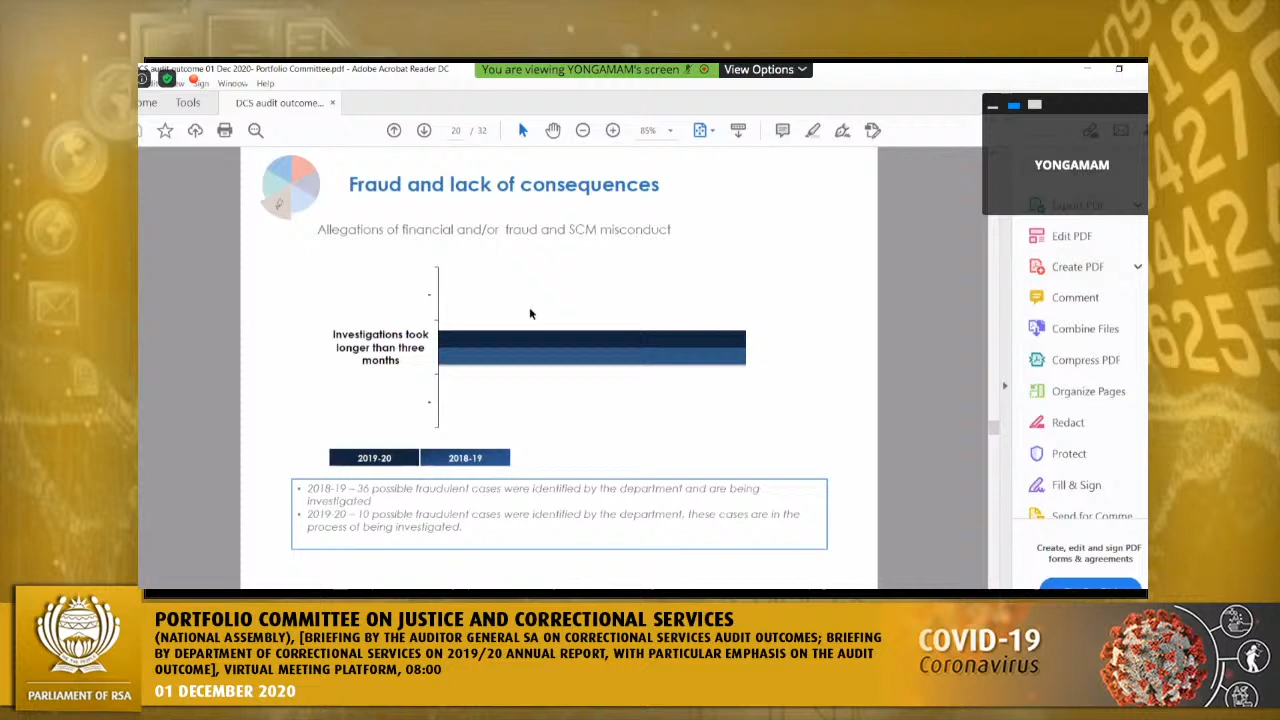 CS audit outcome 01 Dec 2020- Portfolio Committee.pdf - Adobe Acrobat Reader DC
You are viewing YONGAMAM's screen
View Options
Sign Window Help
ome
Tools
DCS audit outcome... ×
20 / 32
85%
YONGAMAM
Fraud and lack of consequences
Allegations of financial and/or fraud and SCM misconduct
Investigations took
longer than three
months
2019-20
2018-19
• 2018-19 – 36 possible fraudulent cases were identified by the department and are being
investigated
• 2019-20 – 10 possible fraudulent cases were identified by the department, these cases are in the
process of being investigated.
Export PDF
Edit PDF
Create PDF
Comment
Combine Files
Compress PDF
Organize Pages
Redact
Protect
Fill & Sign
Send for Comme
Create, edit and sign PDF
forms & agreements
PARLIAMENT OF RSA
PORTFOLIO COMMITTEE ON JUSTICE AND CORRECTIONAL SERVICES
(NATIONAL ASSEMBLY), [BRIEFING BY THE AUDITOR GENERAL SA ON CORRECTIONAL SERVICES AUDIT OUTCOMES; BRIEFING
BY DEPARTMENT OF CORRECTIONAL SERVICES ON 2019/20 ANNUAL REPORT, WITH PARTICULAR EMPHASIS ON THE AUDIT
OUTCOME], VIRTUAL MEETING PLATFORM, 08:00
01 DECEMBER 2020
COVID-19
Coronavirus